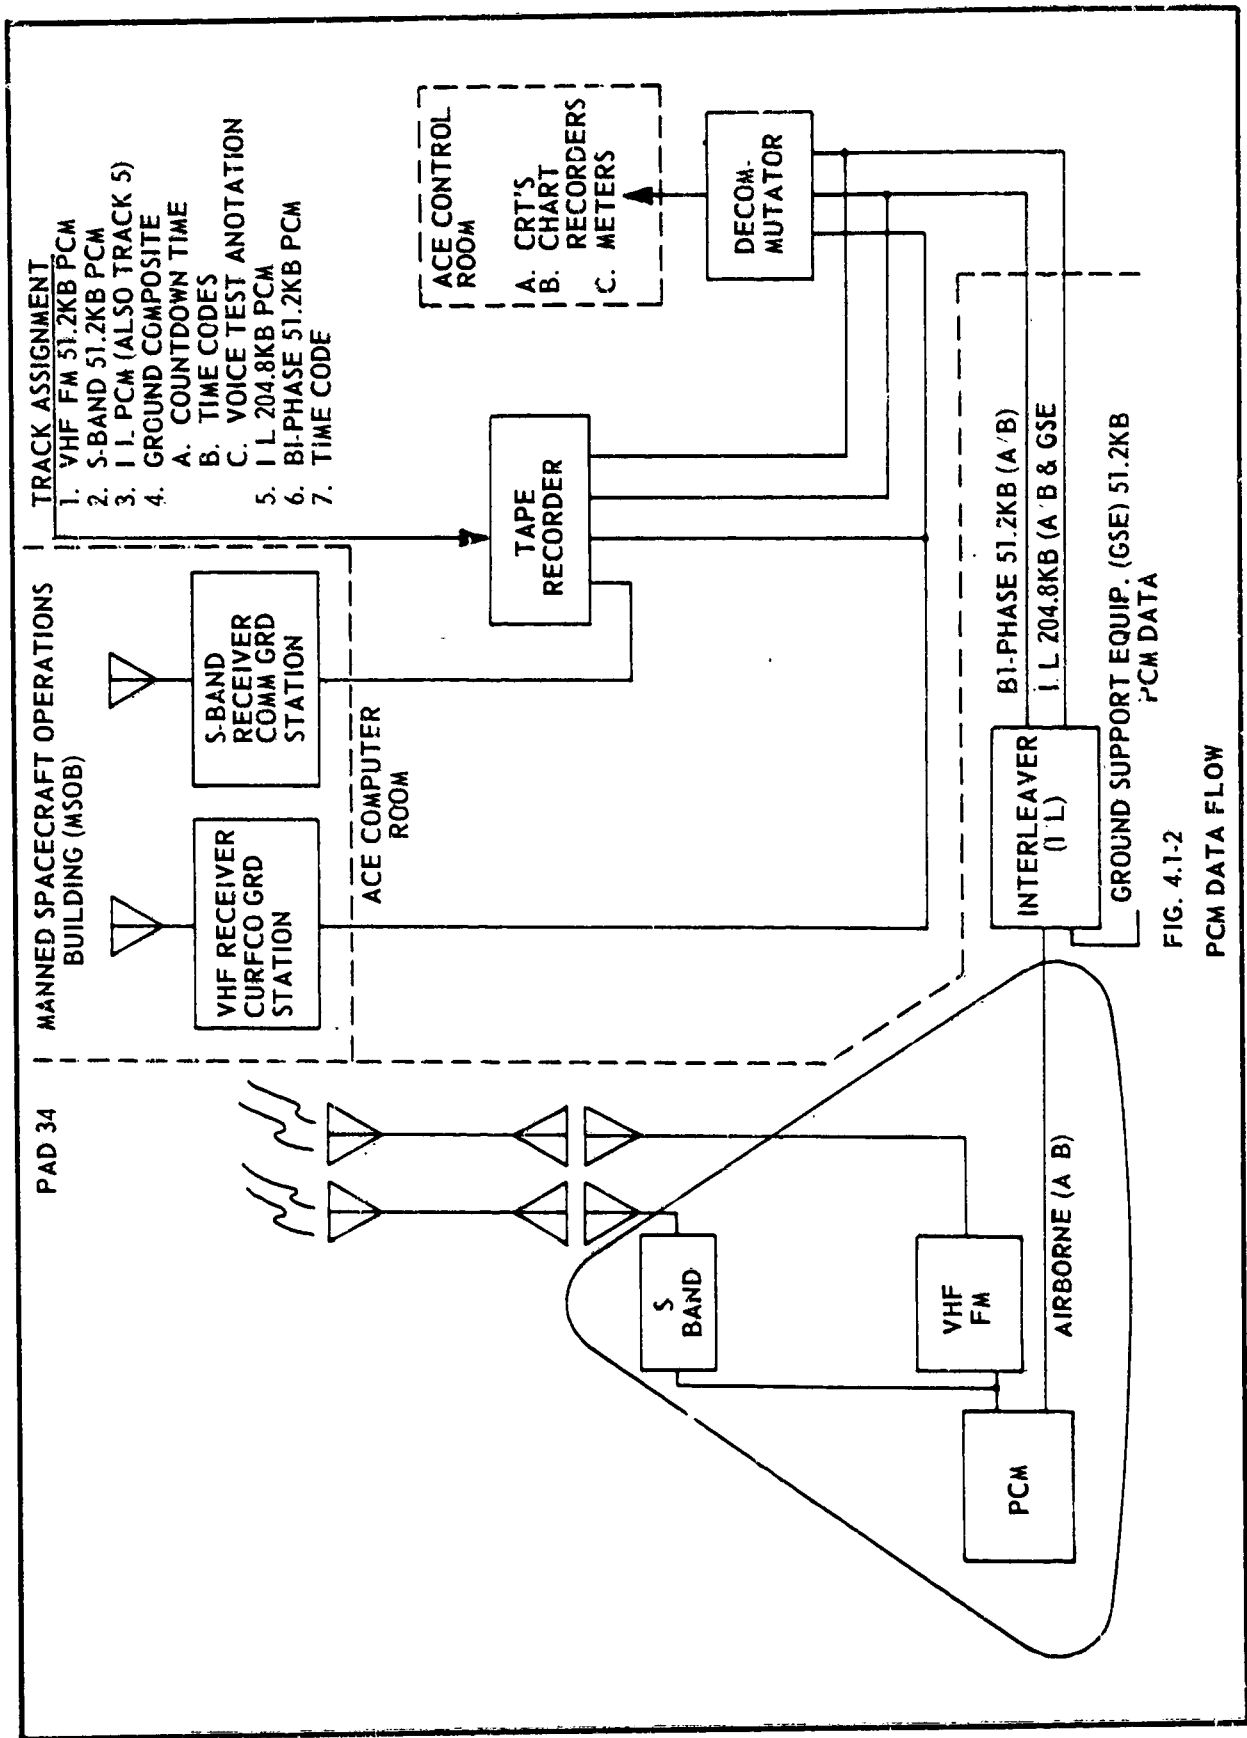 PAD 34
MANNED SPACECRAFT OPERATIONS
BUILDING (MSOB)
TRACK ASSIGNMENT
1. VHF FM 51.2KB PCM
2. S-BAND 51.2KB PCM
3. I L PCM (ALSO TRACK 5)
4. GROUND COMPOSITE
A. COUNTDOWN TIME
B. TIME CODES
C. VOICE TEST ANOTATION
5. I L 204.8KB PCM
6. BI-PHASE 51.2KB PCM
7. TIME CODE
VHF RECEIVER
CURFCO GRD
STATION
S-BAND
RECEIVER
COMM GRD
STATION
ACE COMPUTER
ROOM
TAPE
RECORDER
ACE CONTROL
ROOM
A. CRT'S
B. CHART
RECORDERS
C. METERS
DECOM-
MUTATOR
S
BAND
VHF
FM
PCM
AIRBORNE (A B)
INTERLEAVER
(I L)
BI-PHASE 51.2KB (A/B)
I L 204.8KB (A B & GSE
GROUND SUPPORT EQUIP. (GSE) 51.2KB
PCM DATA
FIG. 4.1-2
PCM DATA FLOW